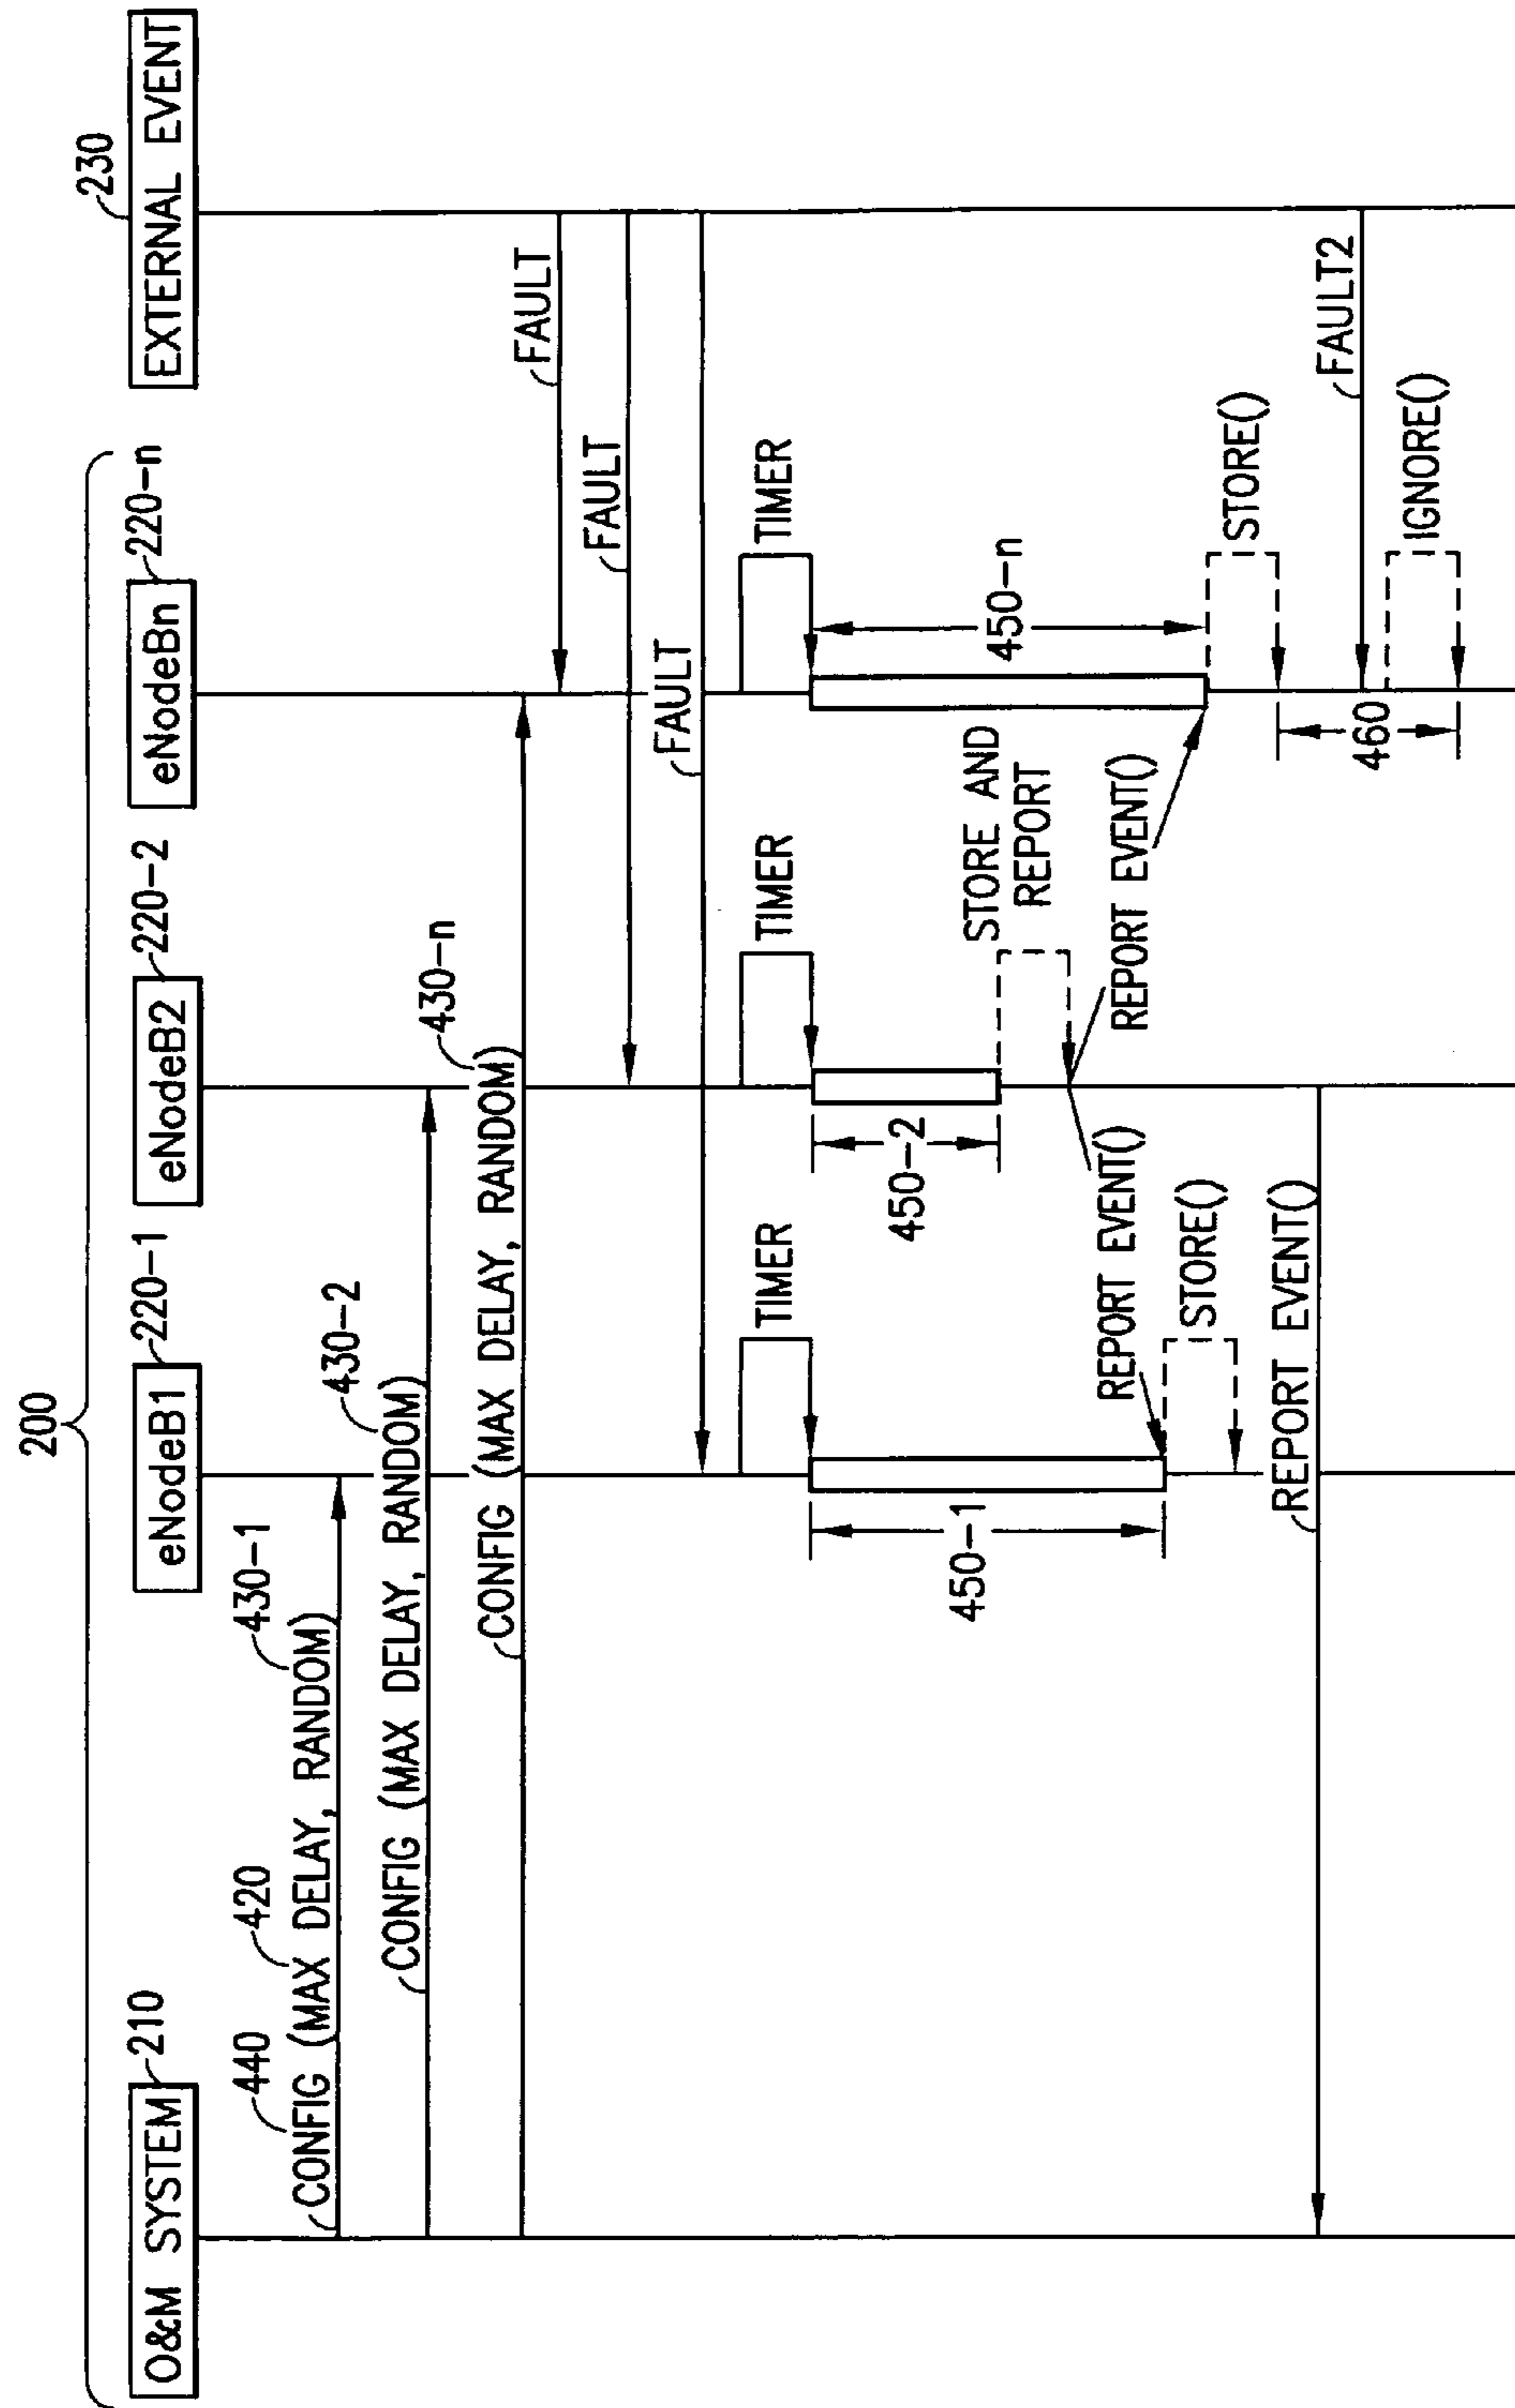 200
O&M SYSTEM
210
eNodeB1
220-1
eNodeB2
220-2
eNodeBn
220-n
EXTERNAL EVENT
230
440
420
430-1
CONFIG (MAX DELAY, RANDOM)
430-2
CONFIG (MAX DELAY, RANDOM)
430-n
CONFIG (MAX DELAY, RANDOM)
FAULT
FAULT
FAULT
TIMER
TIMER
TIMER
450-1
450-2
450-n
STORE AND
REPORT
REPORT EVENT()
REPORT EVENT()
STORE()
STORE()
REPORT EVENT()
FAULT2
460
IGNORE()